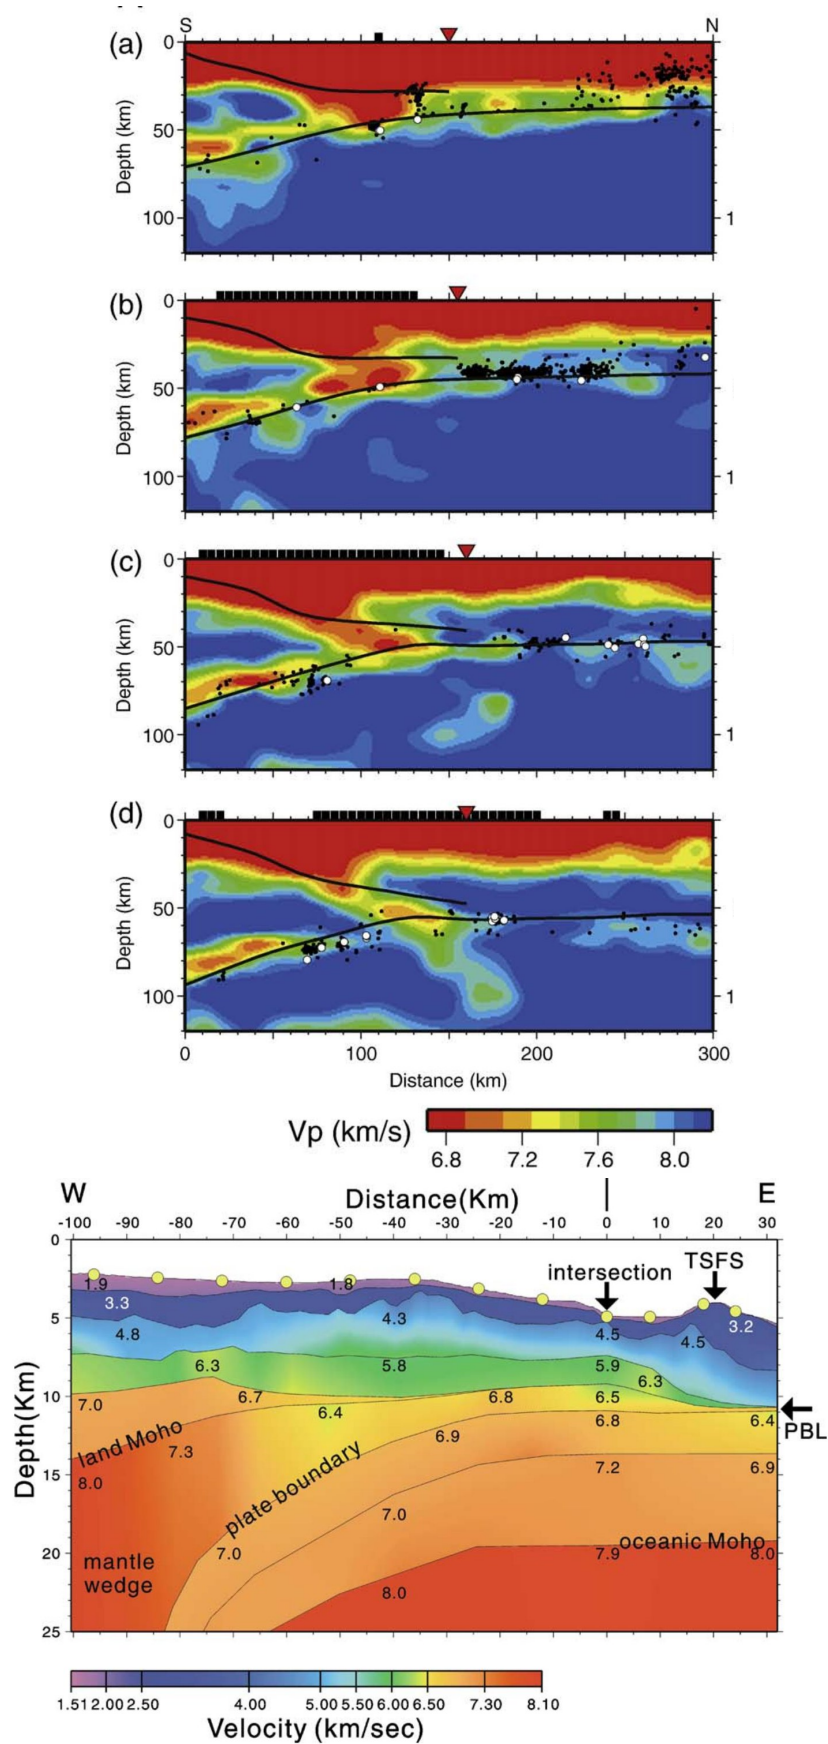 S N
(a)
0
50
100
1
Depth (km)
(b)
0
50
100
1
Depth (km)
(c)
0
50
100
1
Depth (km)
(d)
0
50
100
1
Depth (km)
0 100 200 300
Distance (km)
Vp (km/s)
6.8 7.2 7.6 8.0
W Distance(Km) E
-100 -90 -80 -70 -60 -50 -40 -30 -20 -10 0 10 20 30
0
5
10
15
20
25
Depth(Km)
intersection
TSFS
1.9 1.8
3.3 4.3 4.5 4.5 3.2
4.8
6.3 5.8 5.9 6.3
7.0 6.7 6.4 6.8 6.5 6.8 6.4
PBL
land Moho
7.3 6.9 7.2 6.9
8.0
plate boundary
7.0
mantle
wedge
7.0
oceanic Moho
7.9 8.0
8.0
1.51 2.00 2.50 4.00 5.00 5.50 6.00 6.50 7.30 8.10
Velocity (km/sec)